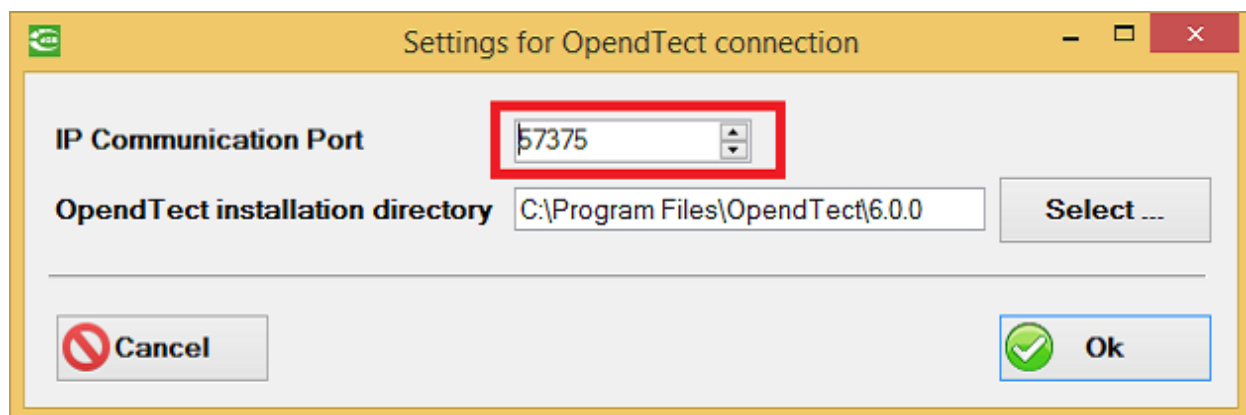 Settings for OpendTect connection
IP Communication Port 57375
OpendTect installation directory C:\Program Files\OpendTect\6.0.0 Select ...
Cancel Ok